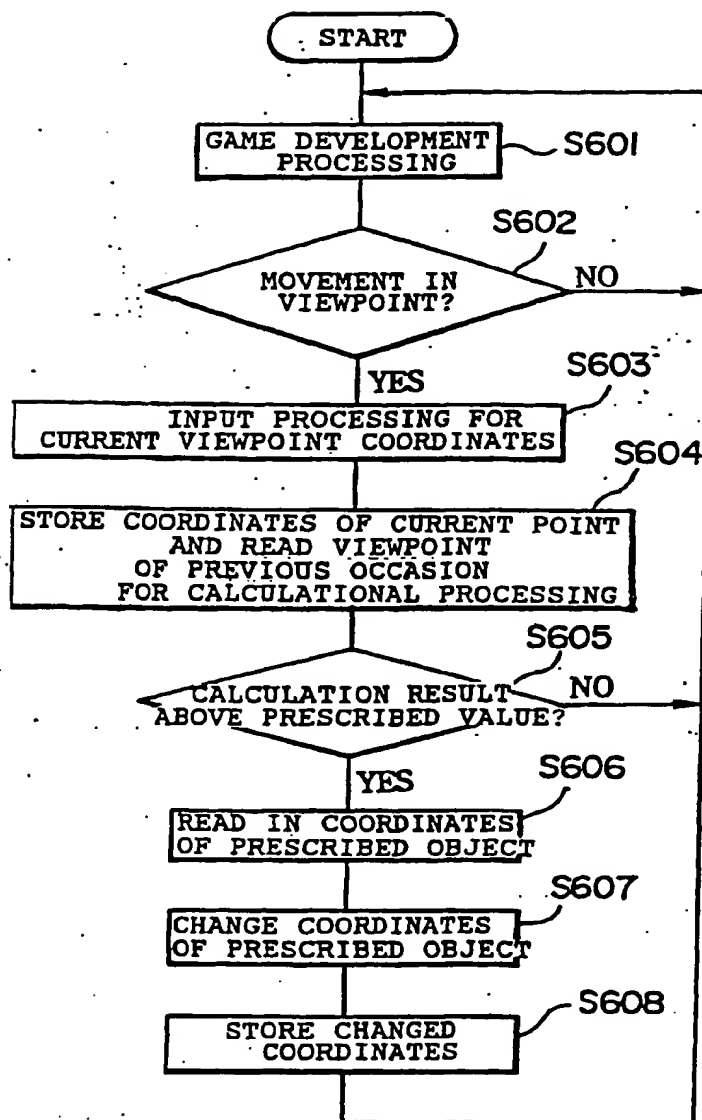 START
GAME DEVELOPMENT
PROCESSING
S601
S602
MOVEMENT IN
VIEWPOINT?
NO
YES
S603
INPUT PROCESSING FOR
CURRENT VIEWPOINT COORDINATES
S604
STORE COORDINATES OF CURRENT POINT
AND READ VIEWPOINT
OF PREVIOUS OCCASION
FOR CALCULATIONAL PROCESSING
S605
CALCULATION RESULT
ABOVE PRESCRIBED VALUE?
NO
YES
S606
READ IN COORDINATES
OF PRESCRIBED OBJECT
S607
CHANGE COORDINATES
OF PRESCRIBED OBJECT
S608
STORE CHANGED
COORDINATES